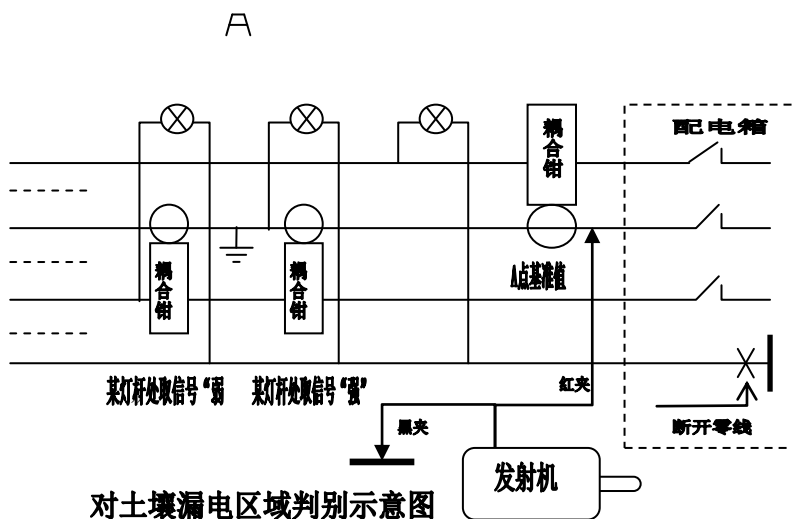 A
耦合钳
配电箱
耦合钳
耦合钳
A点基准值
某灯杆处取信号“弱
某灯杆处取信号“强”
红夹
黑夹
断开零线
发射机
对土壤漏电区域判别示意图